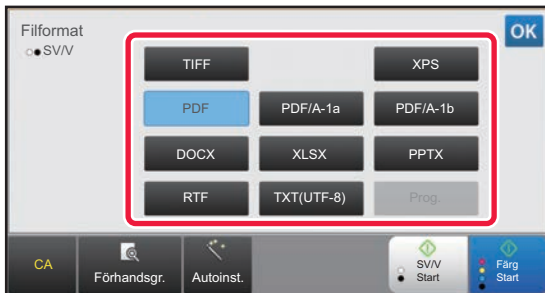 Filformat
SV/V
OK
TIFF XPS
PDF PDF/A-1a PDF/A-1b
DOCX XLSX PPTX
RTF TXT(UTF-8) Prog.
CA
Förhandsgr.
Autoinst.
SV/V
Start
Färg
Start